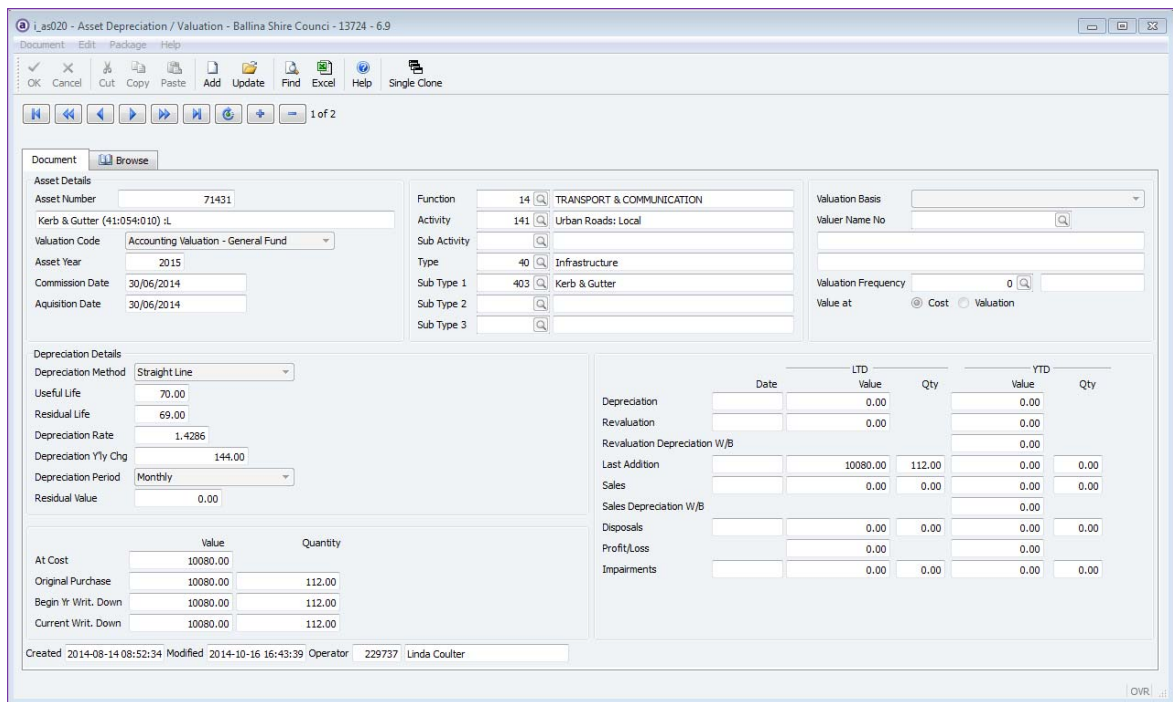 i_as020 - Asset Depreciation / Valuation - Ballina Shire Counci - 13724 - 6.9
Document Edit Package Help
OK Cancel Cut Copy Paste Add Update Find Excel Help Single Clone
1 of 2
Document Browse
Asset Details
Asset Number 71431
Kerb & Gutter (41:054:010) :L
Valuation Code Accounting Valuation - General Fund
Asset Year 2015
Commission Date 30/06/2014
Aquisition Date 30/06/2014
Function 14 TRANSPORT & COMMUNICATION
Activity 141 Urban Roads: Local
Sub Activity
Type 40 Infrastructure
Sub Type 1 403 Kerb & Gutter
Sub Type 2
Sub Type 3
Valuation Basis
Valuer Name No
Valuation Frequency 0
Value at Cost Valuation
Depreciation Details
Depreciation Method Straight Line
Useful Life 70.00
Residual Life 69.00
Depreciation Rate 1.4286
Depreciation Y'ly Chg 144.00
Depreciation Period Monthly
Residual Value 0.00
LTD YTD
Date Value Qty Value Qty
Depreciation 0.00 0.00
Revaluation 0.00 0.00
Revaluation Depreciation W/B 0.00
Last Addition 10080.00 112.00 0.00 0.00
Sales 0.00 0.00 0.00 0.00
Sales Depreciation W/B 0.00
Disposals 0.00 0.00 0.00 0.00
Profit/Loss 0.00 0.00
Impairments 0.00 0.00 0.00 0.00
Value Quantity
At Cost 10080.00
Original Purchase 10080.00 112.00
Begin Yr Writ. Down 10080.00 112.00
Current Writ. Down 10080.00 112.00
Created 2014-08-14 08:52:34 Modified 2014-10-16 16:43:39 Operator 229737 Linda Coulter
OVR